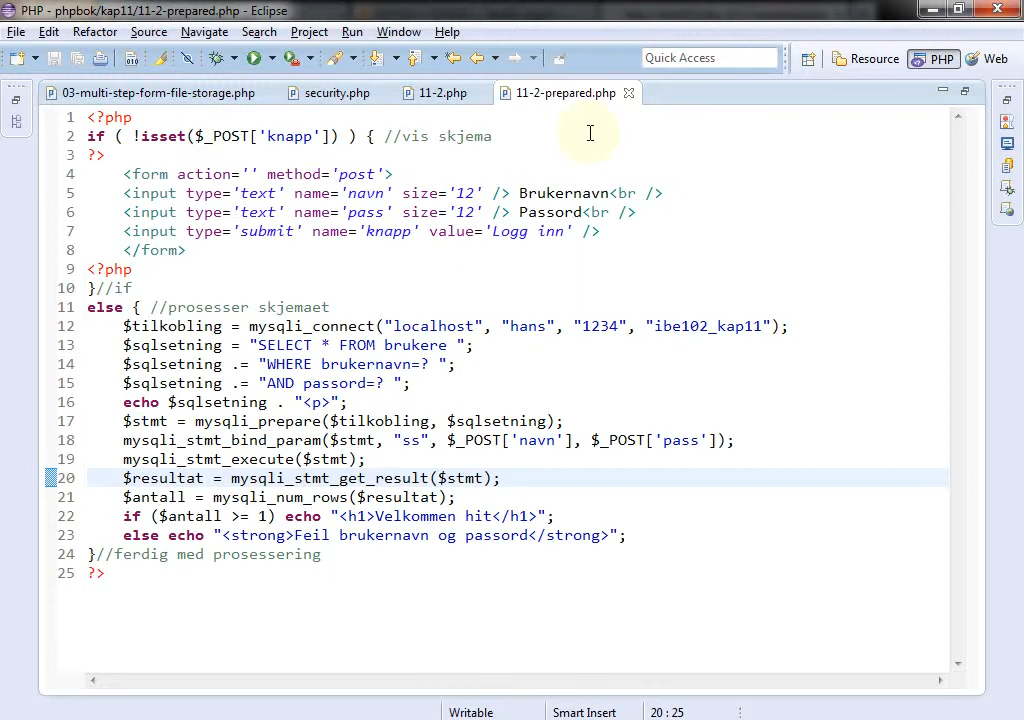 PHP - phpbok/kap11/11-2-prepared.php - Eclipse
File Edit Refactor Source Navigate Search Project Run Window Help
Quick Access Resource PHP Web
03-multi-step-form-file-storage.php security.php 11-2.php 11-2-prepared.php
1 <?php
2 if ( !isset($_POST['knapp']) ) { //vis skjema
3 ?>
4 <form action='' method='post'>
5 <input type='text' name='navn' size='12' /> Brukernavn<br />
6 <input type='text' name='pass' size='12' /> Passord<br />
7 <input type='submit' name='knapp' value='Logg inn' />
8 </form>
9 <?php
10 }//if
11 else { //prosesser skjemaet
12 $tilkobling = mysqli_connect("localhost", "hans", "1234", "ibe102_kap11");
13 $sqlsetning = "SELECT * FROM brukere ";
14 $sqlsetning .= "WHERE brukernavn=? ";
15 $sqlsetning .= "AND passord=? ";
16 echo $sqlsetning . "<p>";
17 $stmt = mysqli_prepare($tilkobling, $sqlsetning);
18 mysqli_stmt_bind_param($stmt, "ss", $_POST['navn'], $_POST['pass']);
19 mysqli_stmt_execute($stmt);
20 $resultat = mysqli_stmt_get_result($stmt);
21 $antall = mysqli_num_rows($resultat);
22 if ($antall >= 1) echo "<h1>Velkommen hit</h1>";
23 else echo "<strong>Feil brukernavn og passord</strong>";
24 }//ferdig med prosessering
25 ?>
Writable Smart Insert 20 : 25